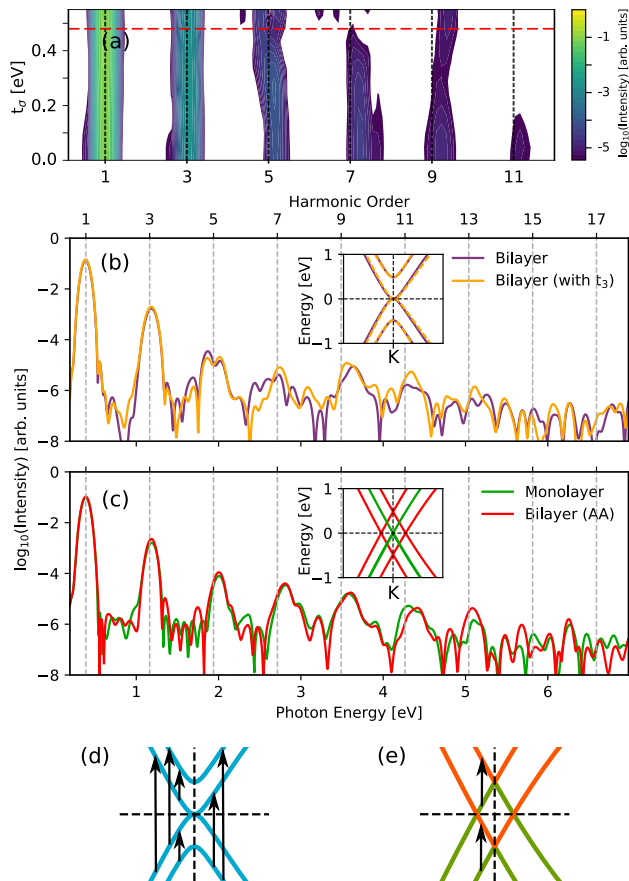 (a)
t_σ [eV]
0.4
0.2
0.0
1 3 5 7 9 11
-1
-3
-5
log₁₀(Intensity) [arb. units]
Harmonic Order
1 3 5 7 9 11 13 15 17
(b)
0
−2
−4
−6
−8
Energy [eV]
1
0
−1
K
Bilayer
Bilayer (with t₃)
log₁₀(Intensity) [arb. units]
(c)
0
−2
−4
−6
−8
Energy [eV]
1
0
−1
K
Monolayer
Bilayer (AA)
1 2 3 4 5 6
Photon Energy [eV]
(d)
(e)